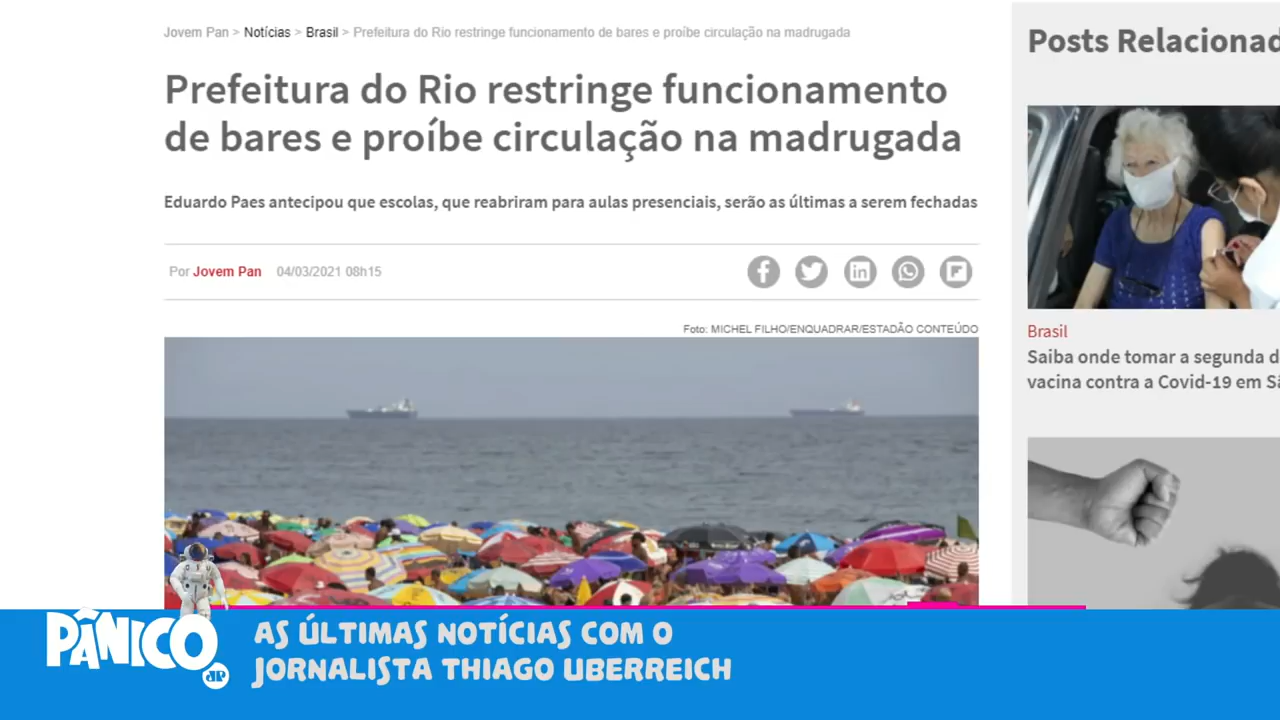 Jovem Pan > Notícias > Brasil > Prefeitura do Rio restringe funcionamento de bares e proíbe circulação na madrugada
Prefeitura do Rio restringe funcionamento
de bares e proíbe circulação na madrugada
Eduardo Paes antecipou que escolas, que reabriram para aulas presenciais, serão as últimas a serem fechadas
Por Jovem Pan 04/03/2021 08h15
Foto: MICHEL FILHO/ENQUADRAR/ESTADÃO CONTEÚDO
Posts Relacionad
Brasil
Saiba onde tomar a segunda d
vacina contra a Covid-19 em Sã
PÂNICO
JP
AS ÚLTIMAS NOTÍCIAS COM O
JORNALISTA THIAGO UBERREICH